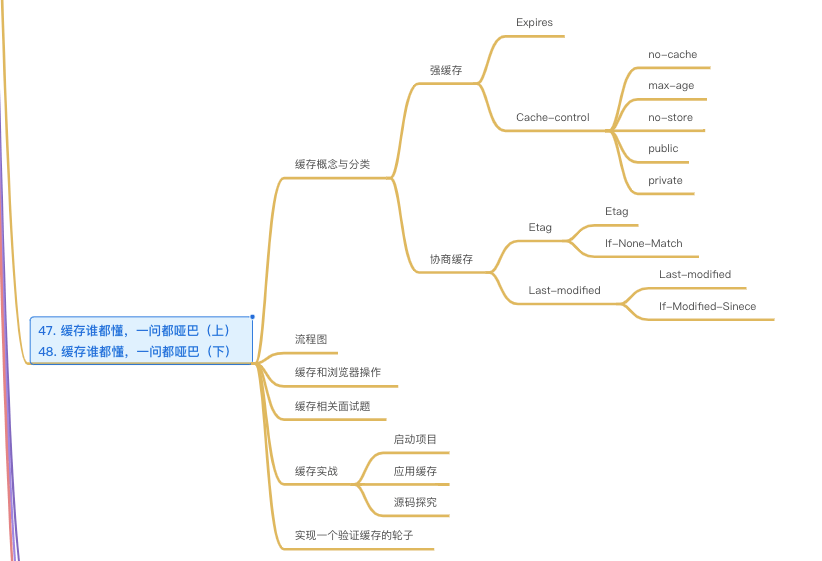 47. 缓存谁都懂，一问都哑巴（上）
48. 缓存谁都懂，一问都哑巴（下）
缓存概念与分类
强缓存
Expires
Cache-control
no-cache
max-age
no-store
public
private
协商缓存
Etag
Etag
If-None-Match
Last-modified
Last-modified
If-Modified-Sinece
流程图
缓存和浏览器操作
缓存相关面试题
缓存实战
启动项目
应用缓存
源码探究
实现一个验证缓存的轮子